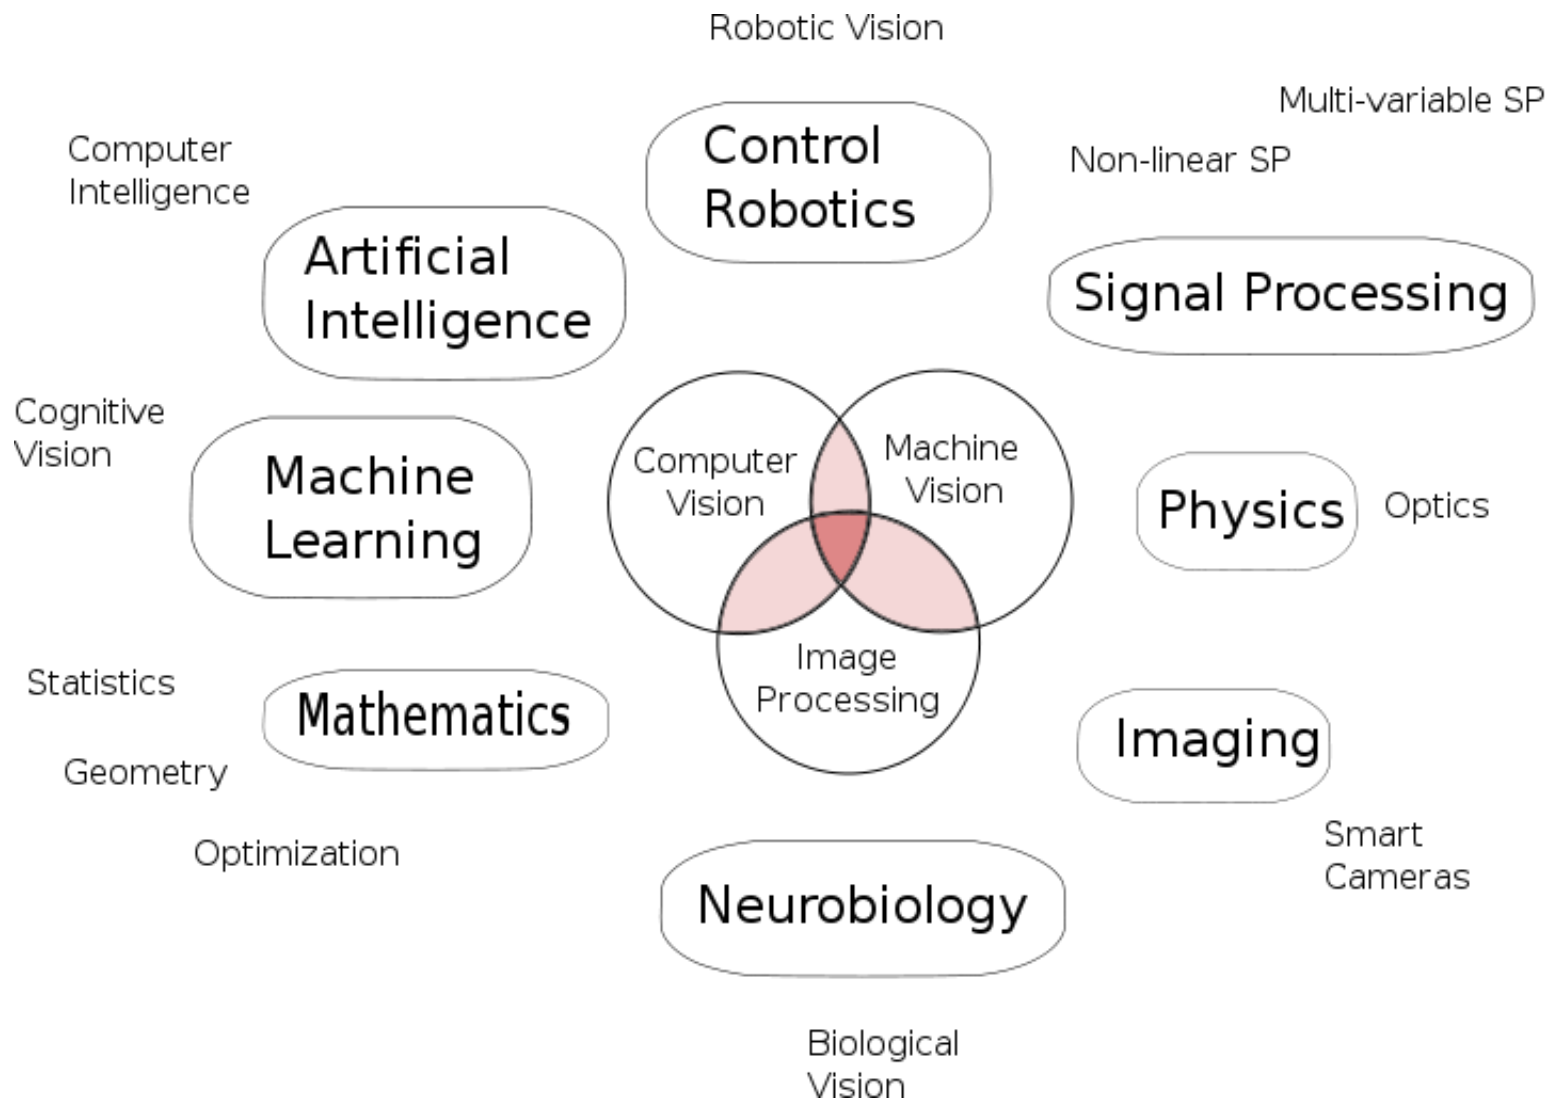 Robotic Vision
Multi-variable SP
Non-linear SP
Computer
Intelligence
Control
Robotics
Artificial
Intelligence
Signal Processing
Cognitive
Vision
Machine
Learning
Computer
Vision
Machine
Vision
Physics
Optics
Image
Processing
Statistics
Mathematics
Geometry
Optimization
Imaging
Smart
Cameras
Neurobiology
Biological
Vision